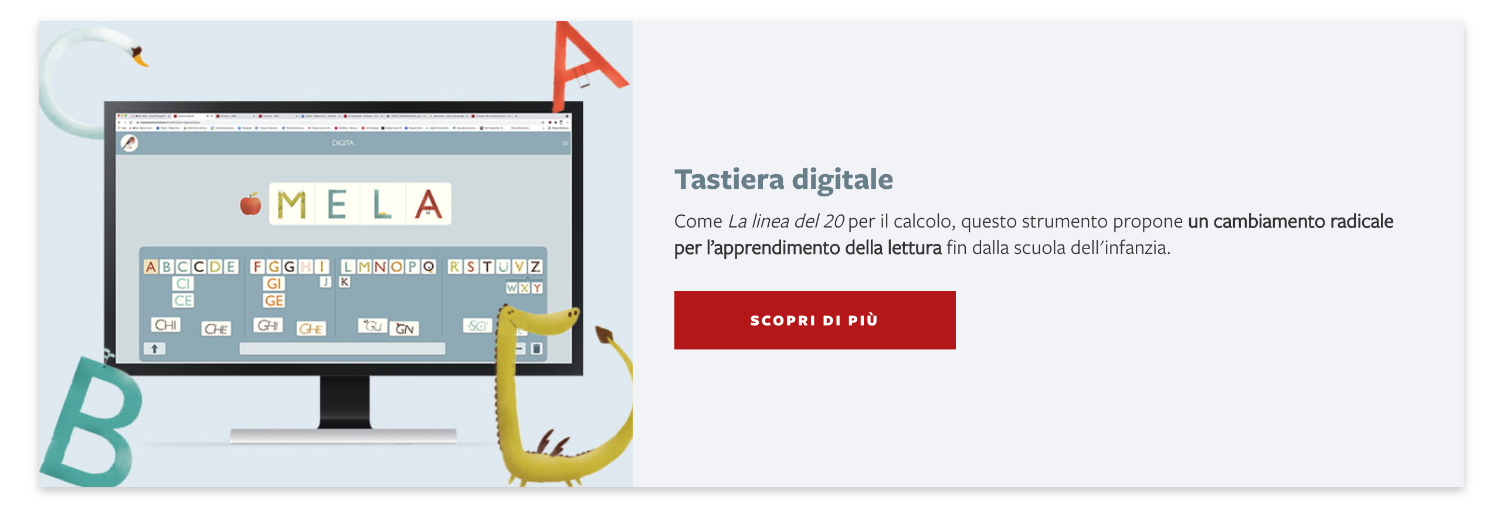 DIGITA
MELA
A B C C D E F G G H I L M N O P Q R S T U V Z
CI GI J K W X Y
CE GE
CHI CHE GHI GHE GLI GN SCI
Tastiera digitale
Come La linea del 20 per il calcolo, questo strumento propone un cambiamento radicale
per l'apprendimento della lettura fin dalla scuola dell'infanzia.
SCOPRI DI PIÙ